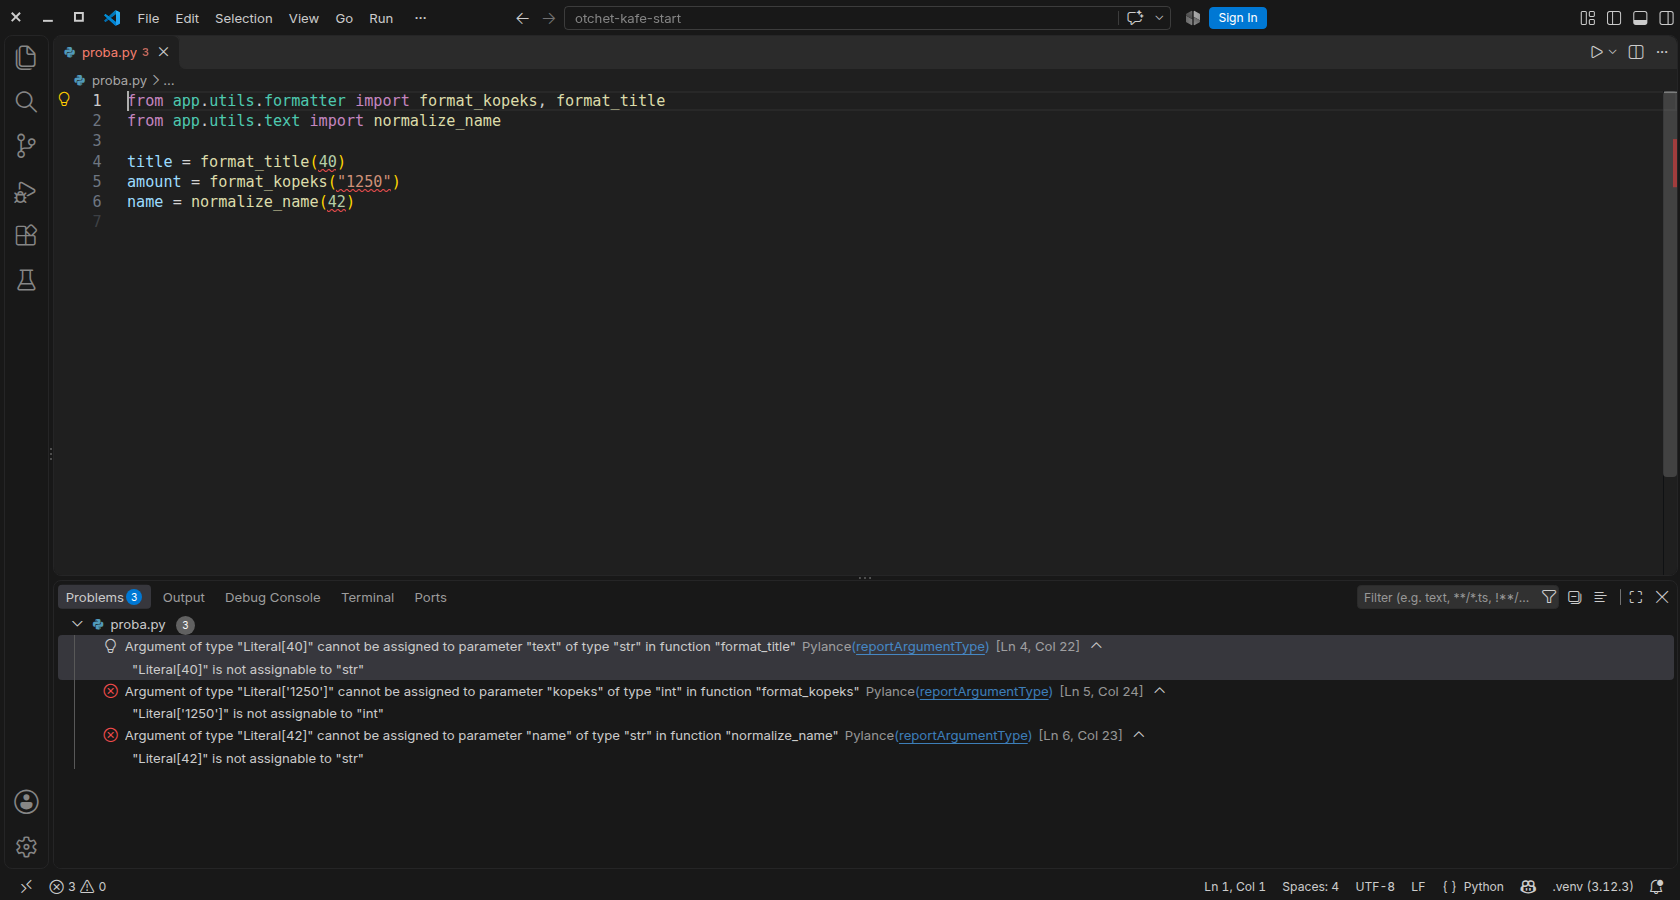 File Edit Selection View Go Run ··· otchet-kafe-start Sign In
proba.py 3
proba.py > ...
1 from app.utils.formatter import format_kopeks, format_title
2 from app.utils.text import normalize_name
3
4 title = format_title(40)
5 amount = format_kopeks("1250")
6 name = normalize_name(42)
7
Problems 3 Output Debug Console Terminal Ports Filter (e.g. text, **/*.ts, !**/...
proba.py 3
Argument of type "Literal[40]" cannot be assigned to parameter "text" of type "str" in function "format_title" Pylance(reportArgumentType) [Ln 4, Col 22]
"Literal[40]" is not assignable to "str"
Argument of type "Literal['1250']" cannot be assigned to parameter "kopeks" of type "int" in function "format_kopeks" Pylance(reportArgumentType) [Ln 5, Col 24]
"Literal['1250']" is not assignable to "int"
Argument of type "Literal[42]" cannot be assigned to parameter "name" of type "str" in function "normalize_name" Pylance(reportArgumentType) [Ln 6, Col 23]
"Literal[42]" is not assignable to "str"
3 0 Ln 1, Col 1 Spaces: 4 UTF-8 LF { } Python .venv (3.12.3)